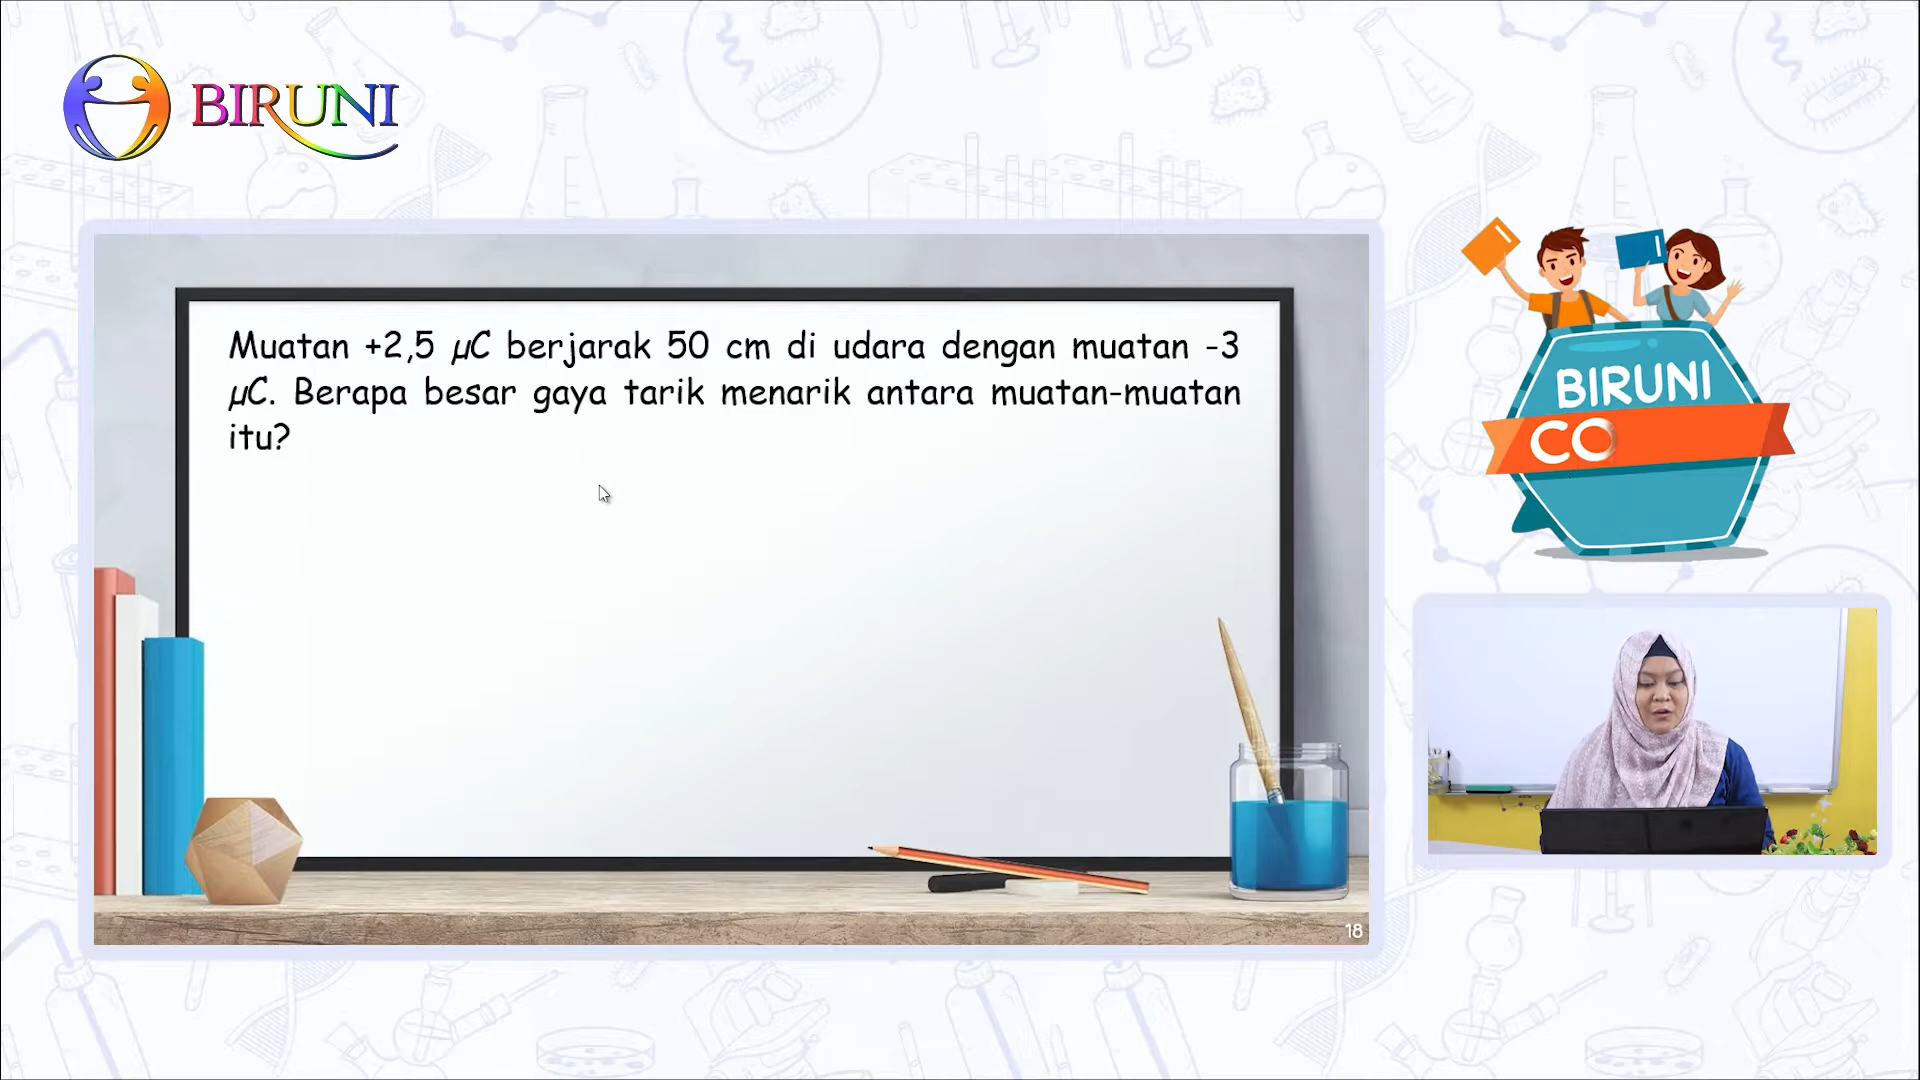 BIRUNI
Muatan +2,5 µC berjarak 50 cm di udara dengan muatan -3
µC. Berapa besar gaya tarik menarik antara muatan-muatan
itu?
18
BIRUNI
CO